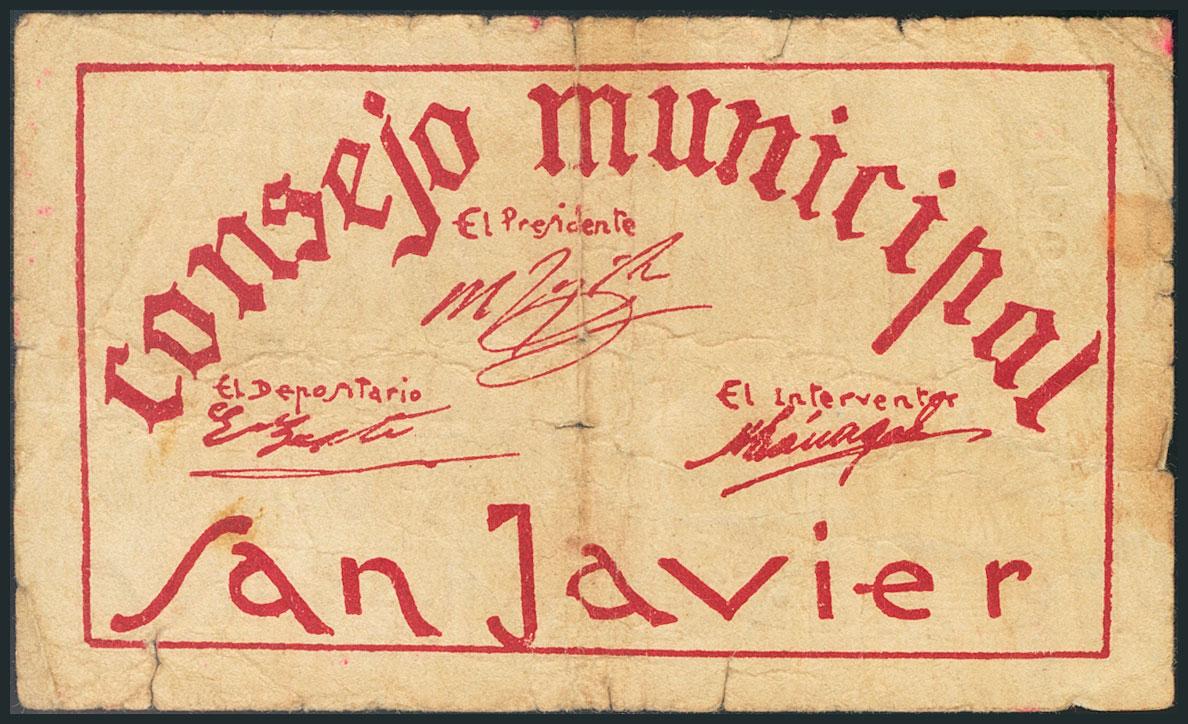 Consejo municipal
El Presidente
El Depositario
El Interventor
San Javier